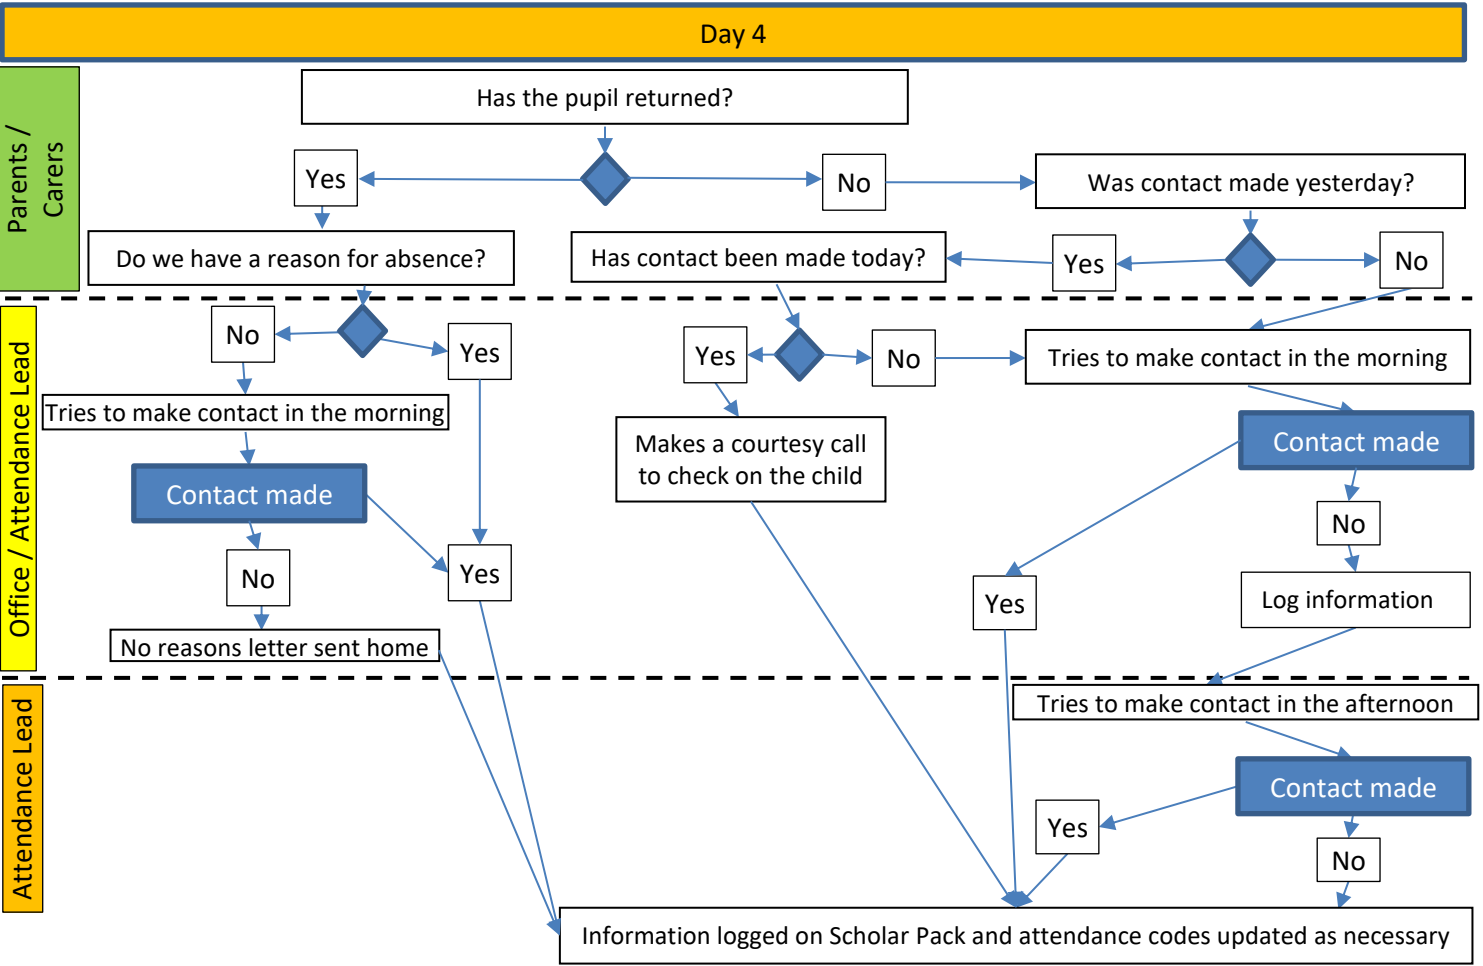 Day 4
Parents /
Carers
Has the pupil returned?
Yes
No
Was contact made yesterday?
Do we have a reason for absence?
Has contact been made today?
Yes
No
Office / Attendance Lead
No
Yes
Yes
No
Tries to make contact in the morning
Tries to make contact in the morning
Makes a courtesy call
to check on the child
Contact made
Contact made
No
No
Yes
Yes
Log information
No reasons letter sent home
Attendance Lead
Tries to make contact in the afternoon
Contact made
Yes
No
Information logged on Scholar Pack and attendance codes updated as necessary